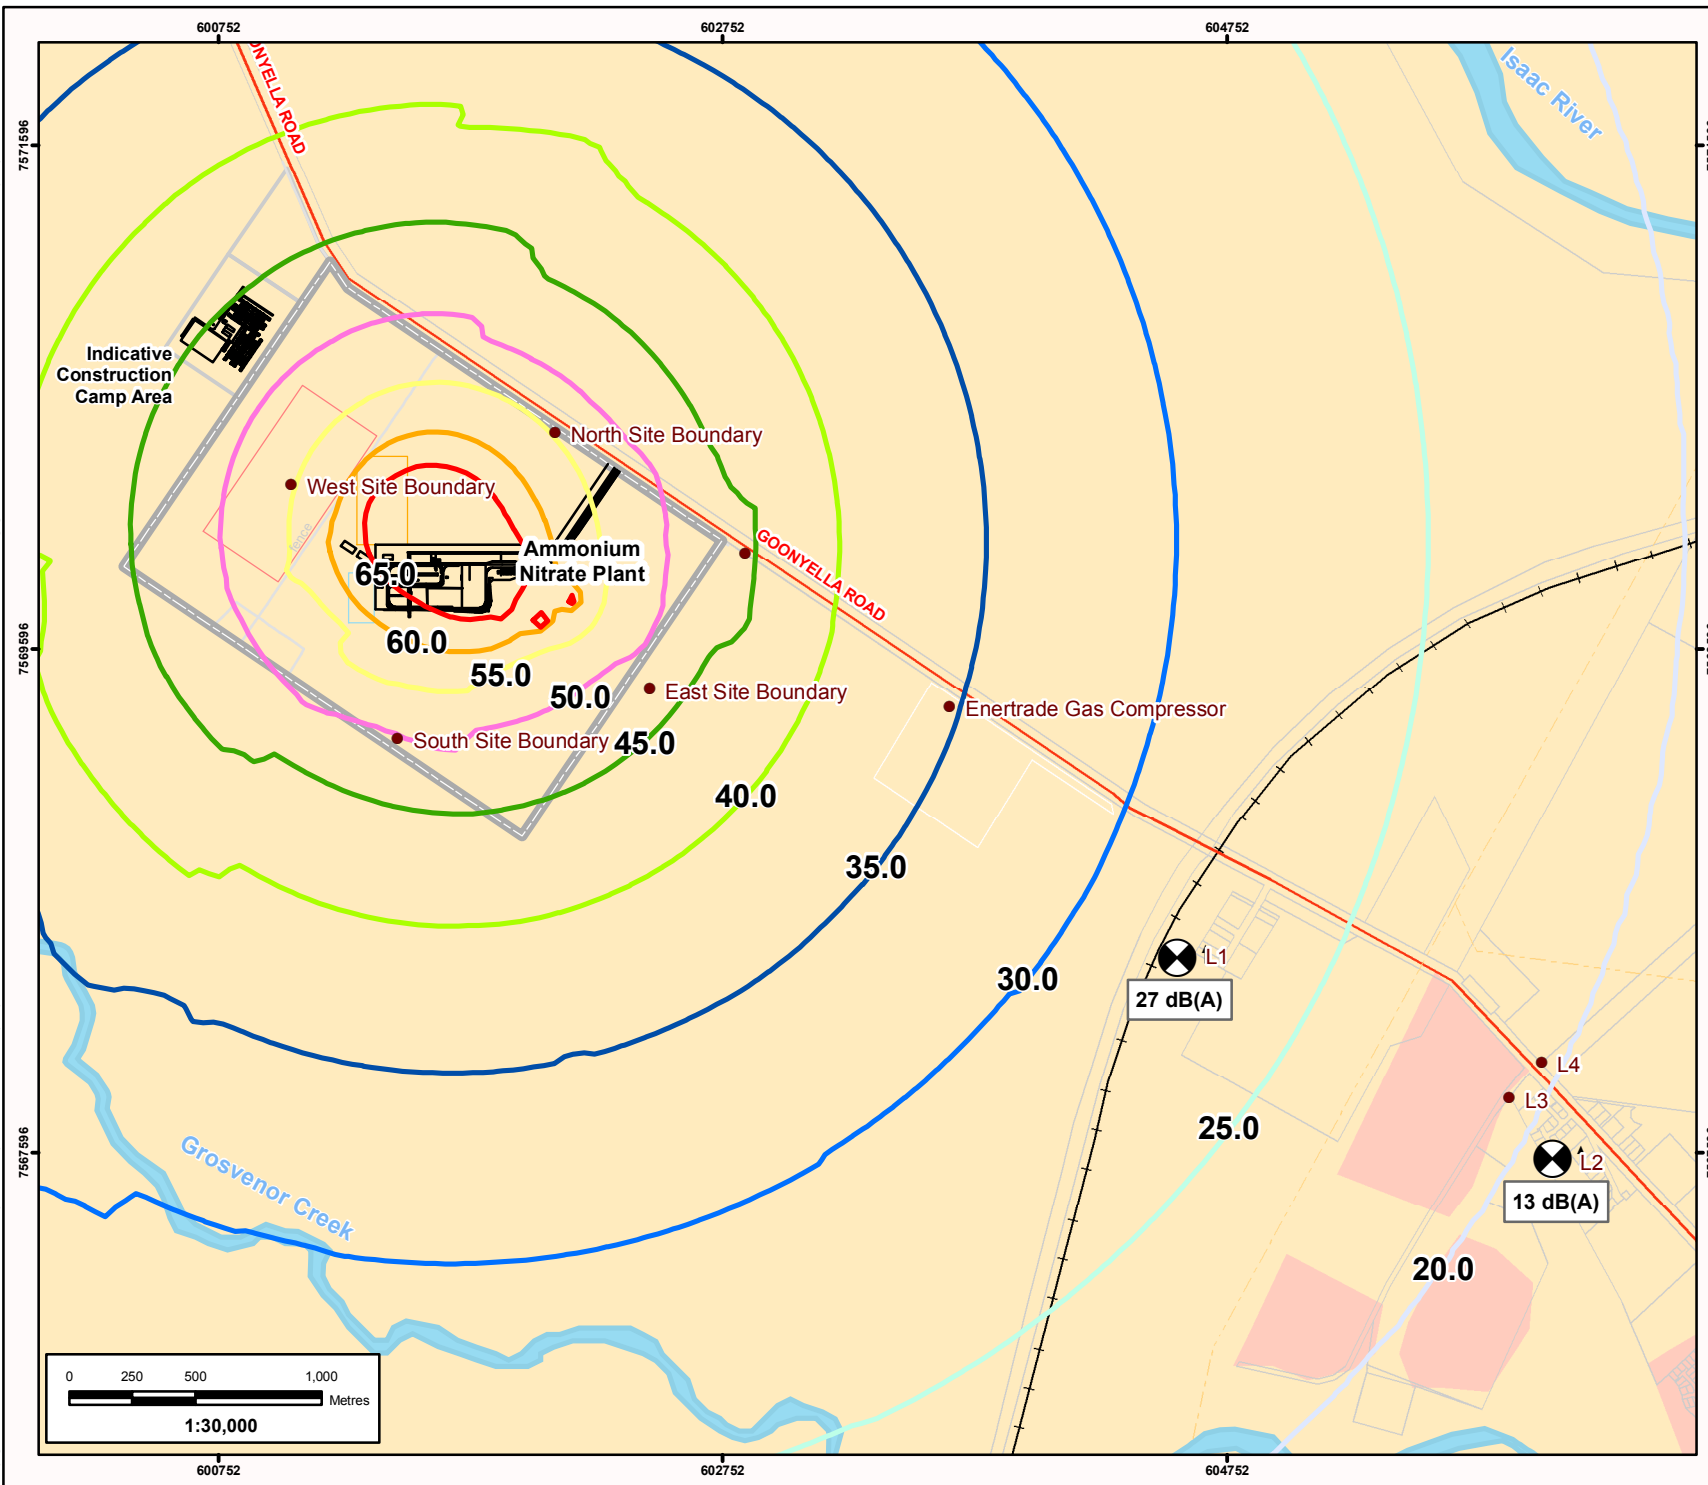 600752
602752
604752
Isaac River
ONYELLA ROAD
7571596
Indicative
Construction
Camp Area
North Site Boundary
West Site Boundary
fence
Ammonium
Nitrate Plant
65.0
GOONYELLA ROAD
60.0
55.0
50.0
45.0
40.0
35.0
30.0
25.0
20.0
7569596
East Site Boundary
Enertrade Gas Compressor
South Site Boundary
L1
27 dB(A)
L4
L3
L2
13 dB(A)
7567596
Grosvenor Creek
0 250 500 1,000
Metres
1:30,000
600752
602752
604752